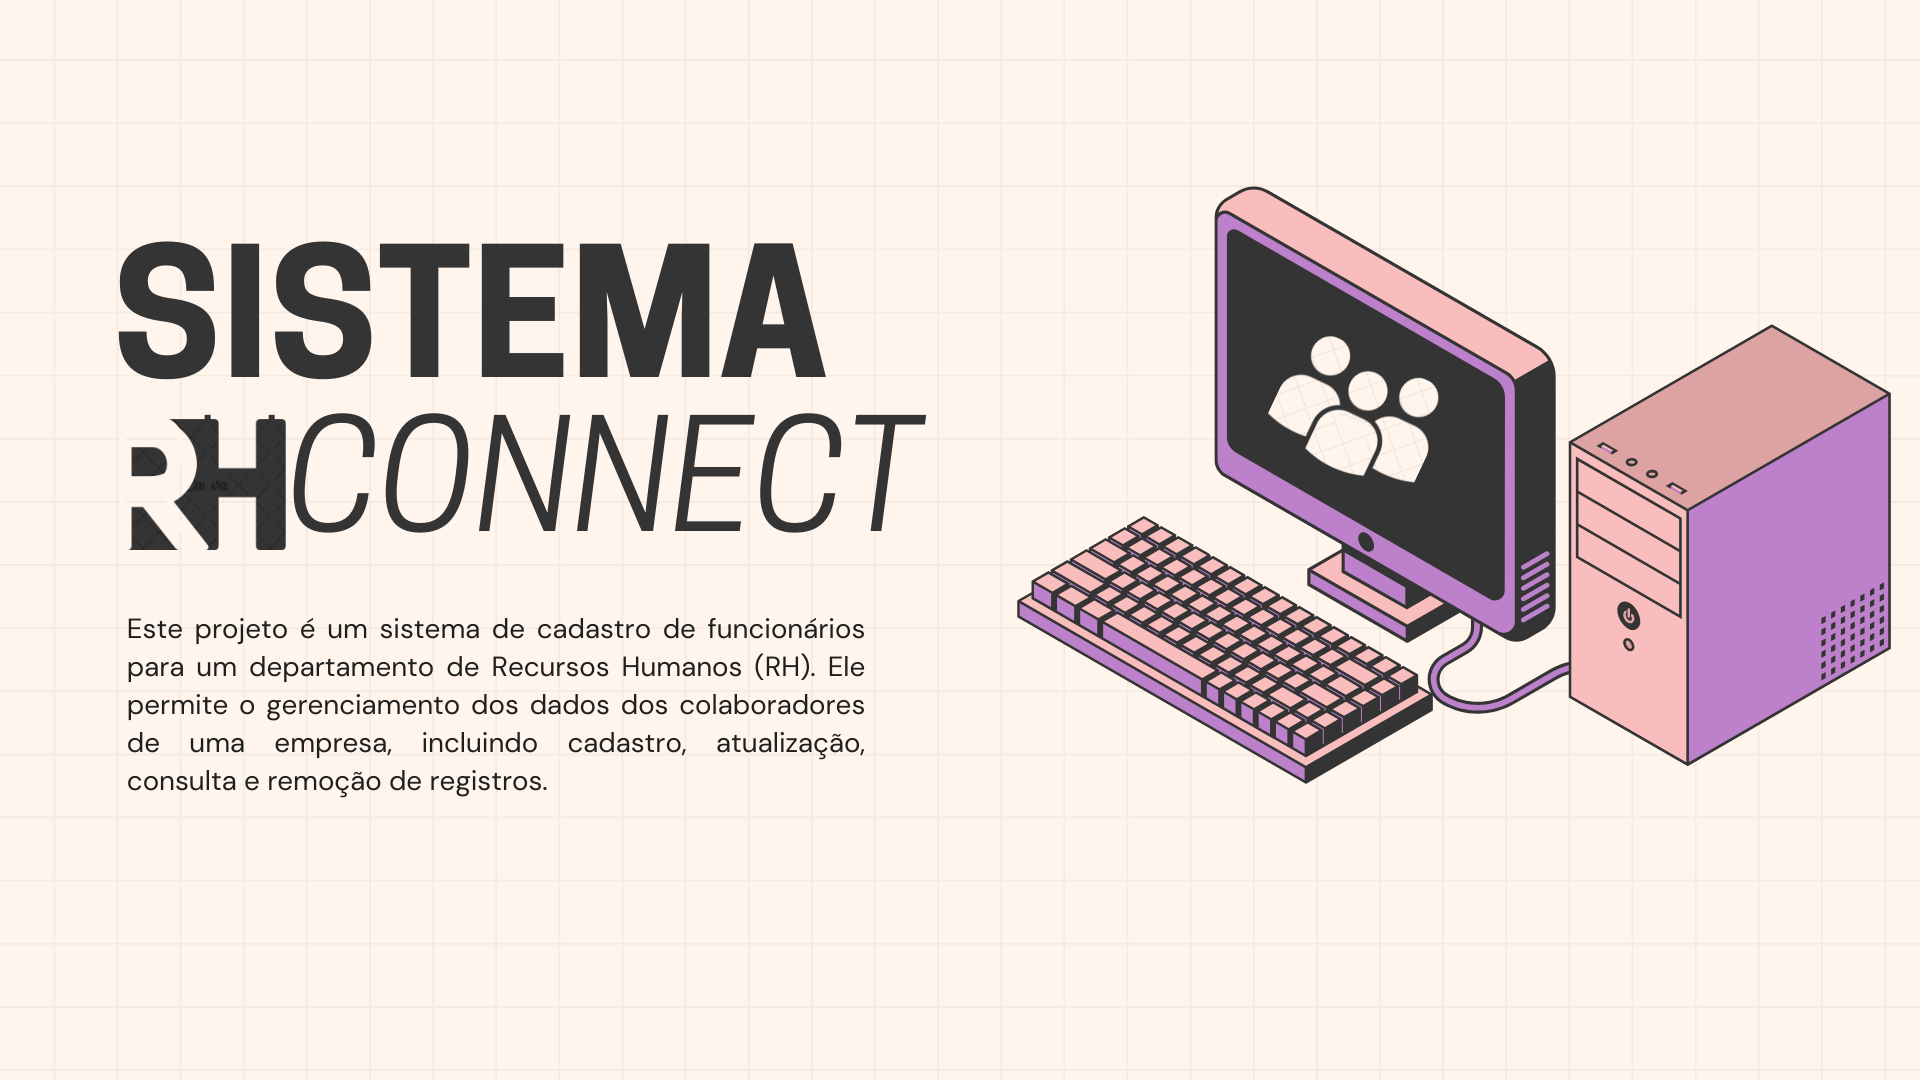 SISTEMA
RHCONNECT
Este projeto é um sistema de cadastro de funcionários
para um departamento de Recursos Humanos (RH). Ele
permite o gerenciamento dos dados dos colaboradores
de uma empresa, incluindo cadastro, atualização,
consulta e remoção de registros.